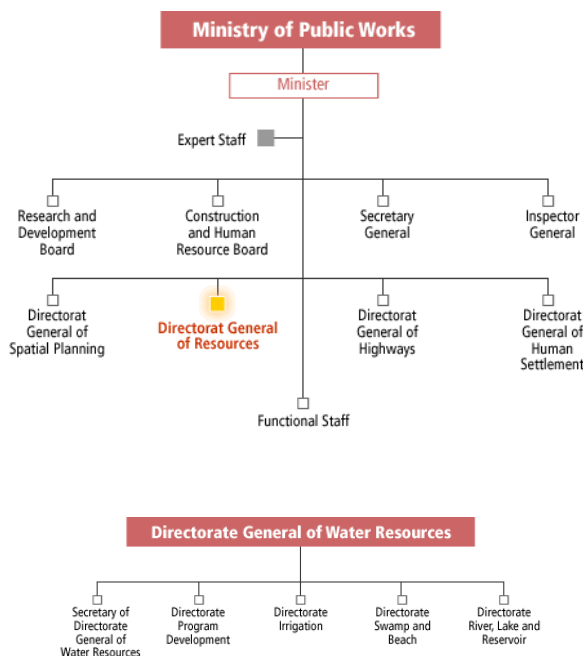 Ministry of Public Works
Minister
Expert Staff
Research and
Development
Board
Construction
and Human
Resource Board
Secretary
General
Inspector
General
Directorat
General of
Spatial Planning
Directorat General
of Resources
Directorat
General of
Highways
Directorat
General of
Human
Settlement
Functional Staff
Directorate General of Water Resources
Secretary of
Directorate
General of
Water Resources
Directorate
Program
Development
Directorate
Irrigation
Directorate
Swamp and
Beach
Directorate
River, Lake and
Reservoir